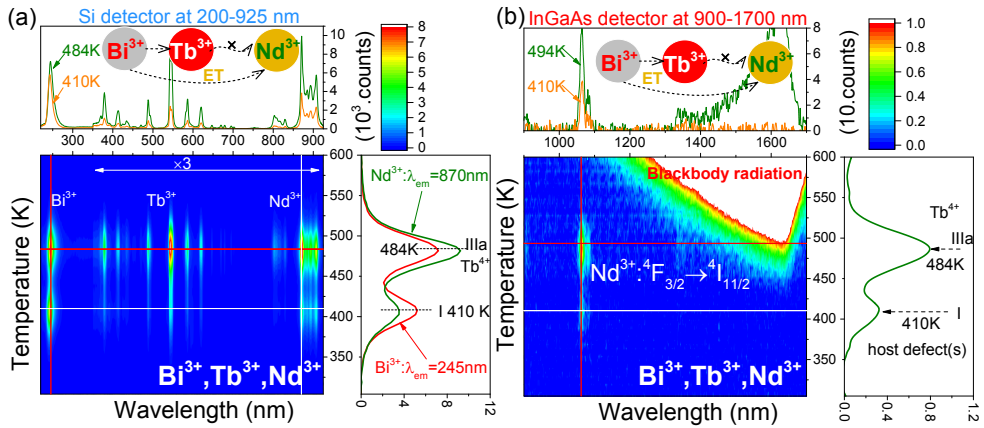 (a)
Si detector at 200-925 nm
484K
410K
Bi³⁺
Tb³⁺
Nd³⁺
ET
×
10
8
6
4
2
0
(10³.counts)
8
7
6
5
4
3
2
1
0
200 300 400 500 600 700 800 900
×3
Bi³⁺
Tb³⁺
Nd³⁺
Bi³⁺,Tb³⁺,Nd³⁺
Temperature (K)
Wavelength (nm)
600
550
500
450
400
350
Nd³⁺:λem=870nm
484K
IIIa
Tb⁴⁺
I 410 K
Bi³⁺:λem=245nm
0 4 8 12
(b)
InGaAs detector at 900-1700 nm
494K
410K
Bi³⁺
Tb³⁺
Nd³⁺
ET
×
8
6
4
2
0
(10.counts)
1.0
0.8
0.6
0.4
0.2
0.0
900 1000 1200 1400 1600
Blackbody radiation
Nd³⁺:⁴F3/2→⁴I11/2
Bi³⁺,Tb³⁺,Nd³⁺
Temperature (K)
Wavelength (nm)
600
550
500
450
400
350
Tb⁴⁺
IIIa
484K
I
410K
host defect(s)
0.0 0.4 0.8 1.2